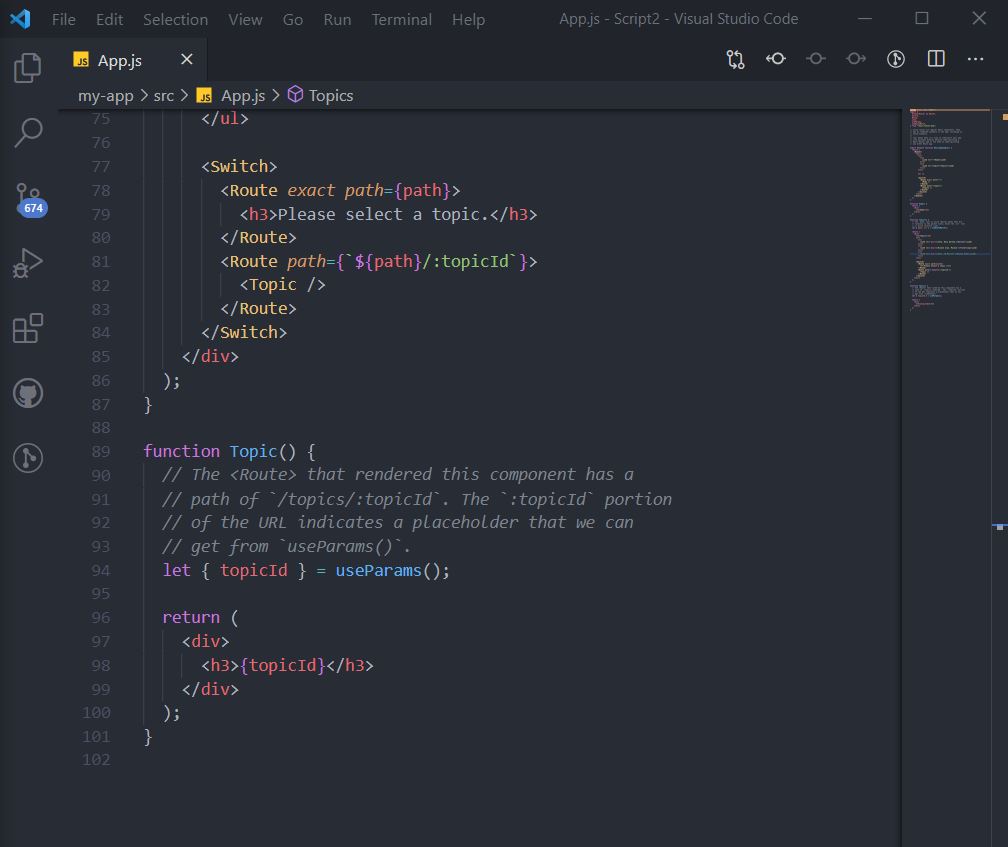 File Edit Selection View Go Run Terminal Help App.js - Script2 - Visual Studio Code
JS App.js
my-app > src > JS App.js > Topics
75 </ul>
76
77 <Switch>
78 <Route exact path={path}>
79 <h3>Please select a topic.</h3>
80 </Route>
81 <Route path={`${path}/:topicId`}>
82 <Topic />
83 </Route>
84 </Switch>
85 </div>
86 );
87 }
88
89 function Topic() {
90 // The <Route> that rendered this component has a
91 // path of `/topics/:topicId`. The `:topicId` portion
92 // of the URL indicates a placeholder that we can
93 // get from `useParams()`.
94 let { topicId } = useParams();
95
96 return (
97 <div>
98 <h3>{topicId}</h3>
99 </div>
100 );
101 }
102
674